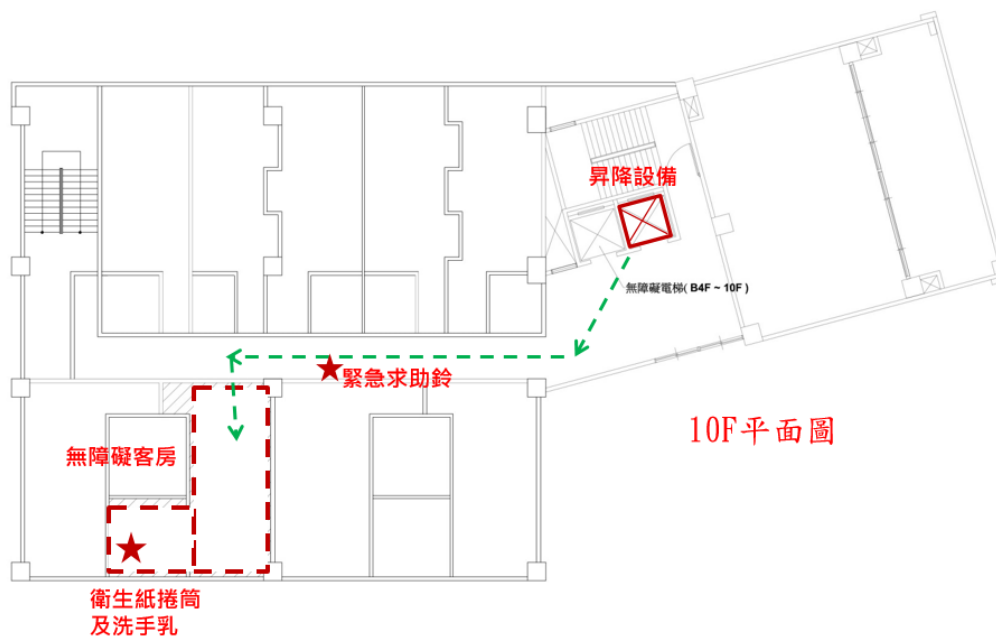 昇降設備
無障礙電梯( B4F ~ 10F )
緊急求助鈴
10F平面圖
無障礙客房
衛生紙捲筒
及洗手乳